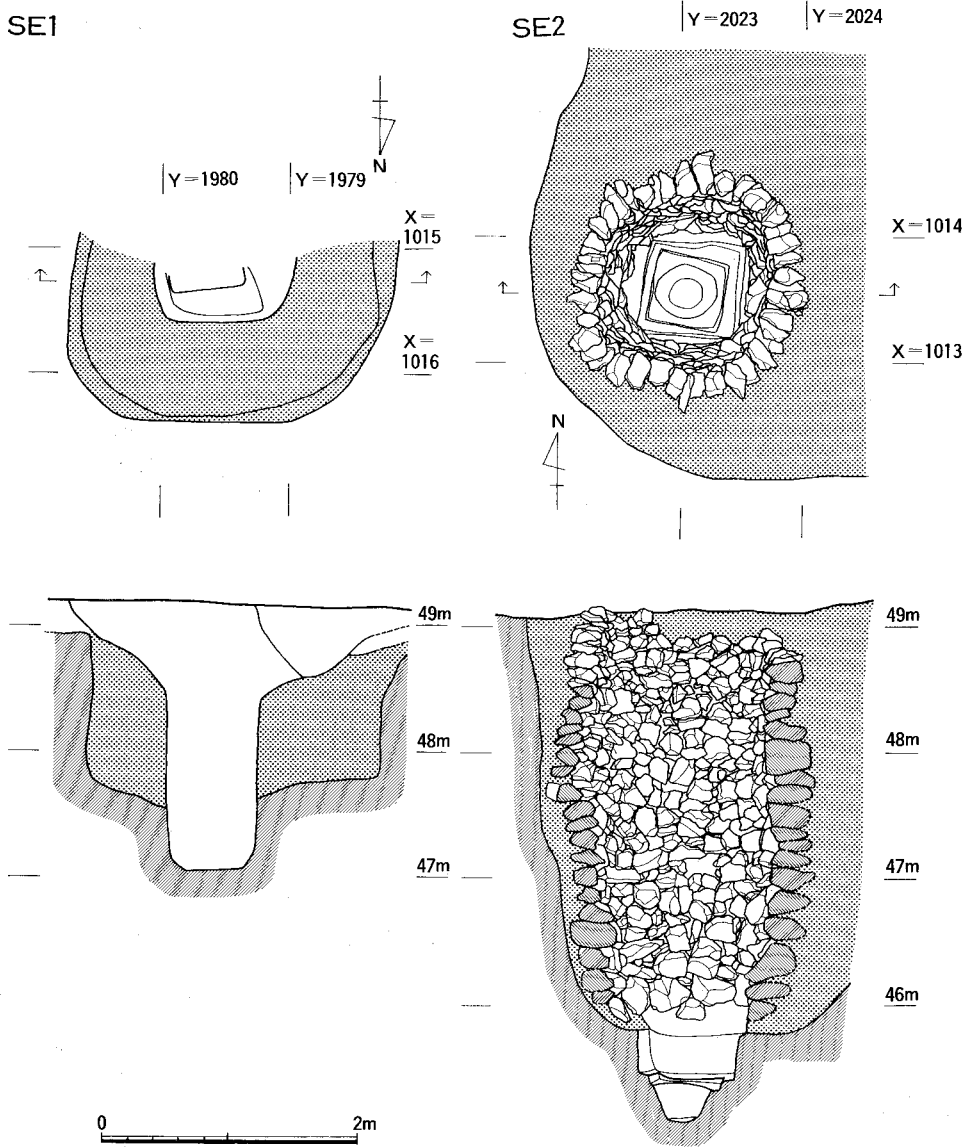 SE1
SE2
Y=2023
Y=2024
N
Y=1980
Y=1979
X=
1015
X=1014
X=
1016
X=1013
N
49m
49m
48m
48m
47m
47m
46m
0
2m